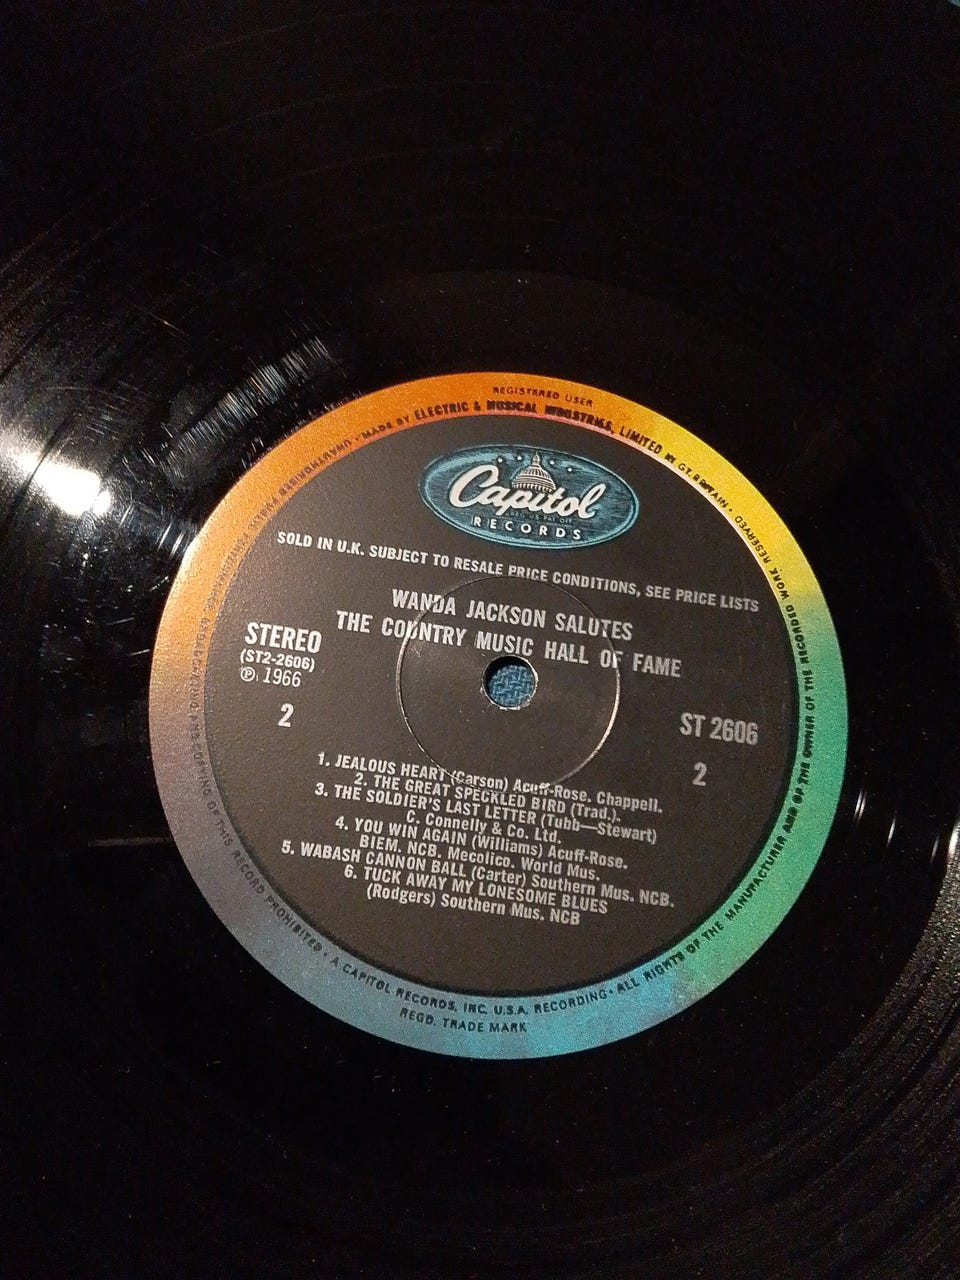 REGISTERED USER
MADE BY ELECTRIC & MUSICAL INDUSTRIES, LIMITED IN GT. BRITAIN ·
Capitol
REG. U.S. PAT. OFF.
RECORDS
SOLD IN U.K. SUBJECT TO RESALE PRICE CONDITIONS, SEE PRICE LISTS
WANDA JACKSON SALUTES
THE COUNTRY MUSIC HALL OF FAME
STEREO
(ST2-2606)
Ⓟ. 1966
2
ST 2606
2
1. JEALOUS HEART (Carson) Acuff-Rose. Chappell.
2. THE GREAT SPECKLED BIRD (Trad.).
3. THE SOLDIER'S LAST LETTER (Tubb—Stewart)
C. Connelly & Co. Ltd.
4. YOU WIN AGAIN (Williams) Acuff-Rose.
BIEM. NCB. Mecolico. World Mus.
5. WABASH CANNON BALL (Carter) Southern Mus. NCB.
6. TUCK AWAY MY LONESOME BLUES
(Rodgers) Southern Mus. NCB
OF THIS RECORD PROHIBITED · A CAPITOL RECORDS, INC. U.S.A. RECORDING · ALL RIGHTS OF THE MANUFACTURER AND OF THE OWNER OF THE RECORDED WORK RESERVED
REGD. TRADE MARK